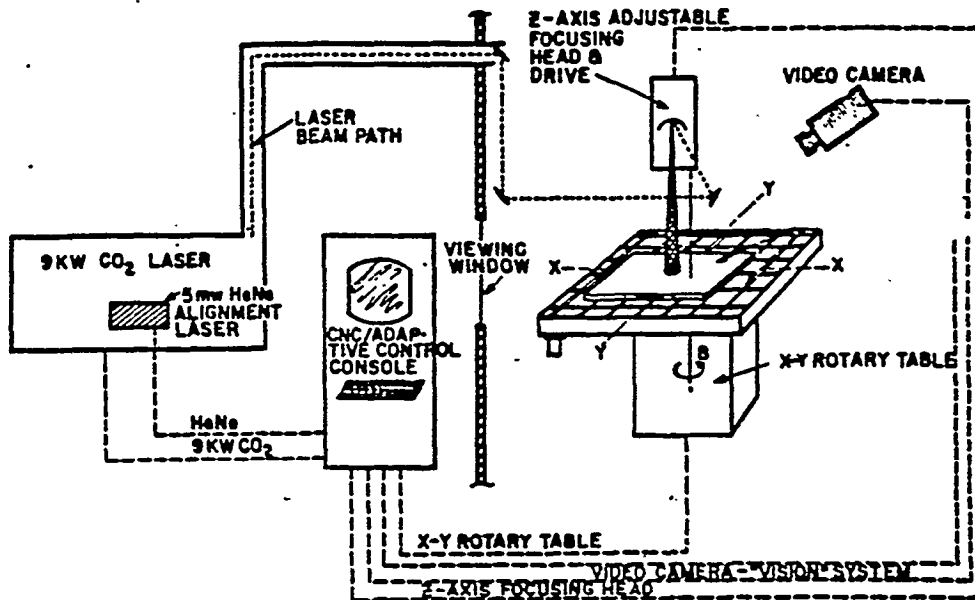 Z-AXIS ADJUSTABLE
FOCUSING
HEAD &
DRIVE
VIDEO CAMERA
LASER
BEAM PATH
Y
9KW CO2 LASER
VIEWING
WINDOW
X
X
5mw HeNe
ALIGNMENT
LASER
CNC/ADAP-
TIVE CONTROL
CONSOLE
Y
B
X-Y ROTARY TABLE
HeNe
9KW CO2
X-Y ROTARY TABLE
VIDEO CAMERA-"VISION" SYSTEM
Z-AXIS FOCUSING HEAD